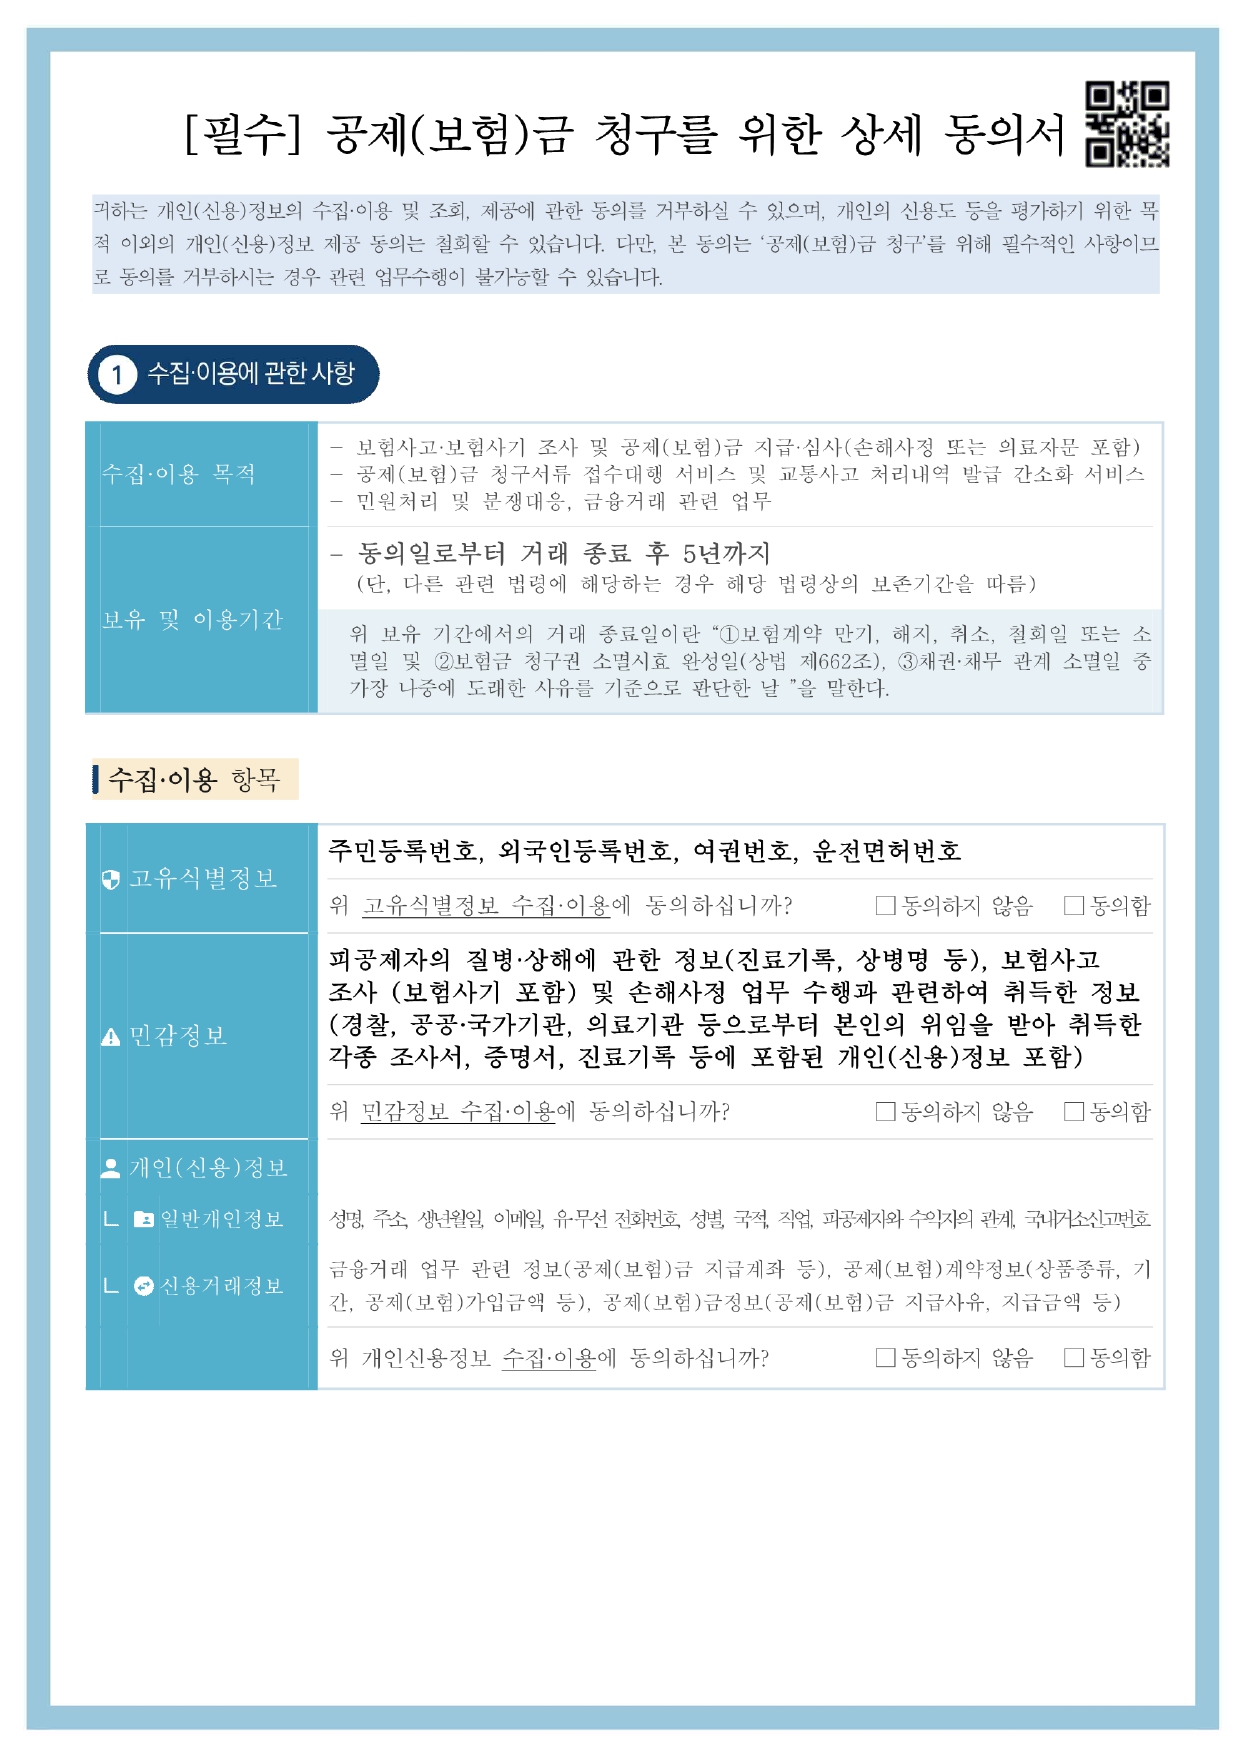 [필수] 공제(보험)금 청구를 위한 상세 동의서
귀하는 개인(신용)정보의 수집·이용 및 조회, 제공에 관한 동의를 거부하실 수 있으며, 개인의 신용도 등을 평가하기 위한 목
적 이외의 개인(신용)정보 제공 동의는 철회할 수 있습니다. 다만, 본 동의는 ‘공제(보험)금 청구’를 위해 필수적인 사항이므
로 동의를 거부하시는 경우 관련 업무수행이 불가능할 수 있습니다.
1 수집·이용에 관한 사항
수집·이용 목적
- 보험사고·보험사기 조사 및 공제(보험)금 지급·심사(손해사정 또는 의료자문 포함)
- 공제(보험)금 청구서류 접수대행 서비스 및 교통사고 처리내역 발급 간소화 서비스
- 민원처리 및 분쟁대응, 금융거래 관련 업무
보유 및 이용기간
- 동의일로부터 거래 종료 후 5년까지
(단, 다른 관련 법령에 해당하는 경우 해당 법령상의 보존기간을 따름)
위 보유 기간에서의 거래 종료일이란 “①보험계약 만기, 해지, 취소, 철회일 또는 소
멸일 및 ②보험금 청구권 소멸시효 완성일(상법 제662조), ③채권·채무 관계 소멸일 중
가장 나중에 도래한 사유를 기준으로 판단한 날 ”을 말한다.
수집·이용 항목
고유식별정보
주민등록번호, 외국인등록번호, 여권번호, 운전면허번호
위 고유식별정보 수집·이용에 동의하십니까? □동의하지 않음 □동의함
민감정보
피공제자의 질병·상해에 관한 정보(진료기록, 상병명 등), 보험사고
조사 (보험사기 포함) 및 손해사정 업무 수행과 관련하여 취득한 정보
(경찰, 공공·국가기관, 의료기관 등으로부터 본인의 위임을 받아 취득한
각종 조사서, 증명서, 진료기록 등에 포함된 개인(신용)정보 포함)
위 민감정보 수집·이용에 동의하십니까? □동의하지 않음 □동의함
개인(신용)정보
ㄴ 일반개인정보 성명, 주소, 생년월일, 이메일, 유·무선 전화번호, 성별, 국적, 직업, 피공제자와 수익자의 관계, 국내거소신고번호
ㄴ 신용거래정보
금융거래 업무 관련 정보(공제(보험)금 지급계좌 등), 공제(보험)계약정보(상품종류, 기
간, 공제(보험)가입금액 등), 공제(보험)금정보(공제(보험)금 지급사유, 지급금액 등)
위 개인신용정보 수집·이용에 동의하십니까? □동의하지 않음 □동의함